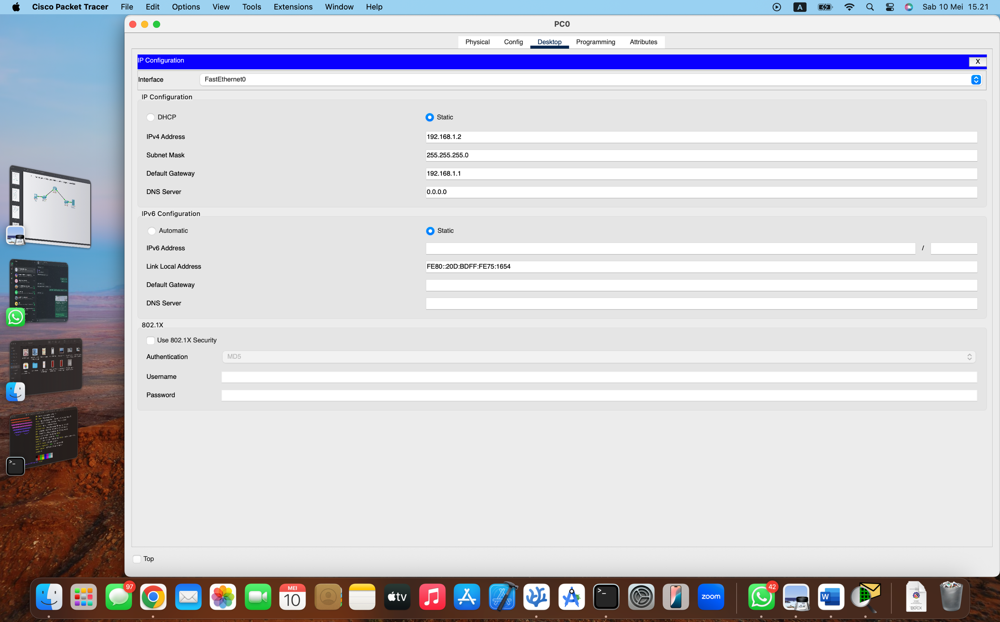 Cisco Packet Tracer File Edit Options View Tools Extensions Window Help A Sab 10 Mei 15.21
PC0
Physical Config Desktop Programming Attributes
IP Configuration X
Interface FastEthernet0
IP Configuration
DHCP Static
IPv4 Address 192.168.1.2
Subnet Mask 255.255.255.0
Default Gateway 192.168.1.1
DNS Server 0.0.0.0
IPv6 Configuration
Automatic Static
IPv6 Address /
Link Local Address FE80::20D:BDFF:FE75:1654
Default Gateway
DNS Server
802.1X
Use 802.1X Security
Authentication MD5
Username
Password
Top
97
MEI
10
tv
>_
zoom
42
W
DOCX